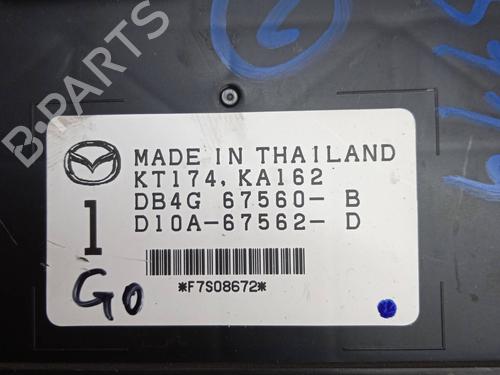 B-PARTS
MADE IN THAILAND
KT174, KA162
DB4G 67560- B
D10A-67562- D
1
*F7S08672*
GO